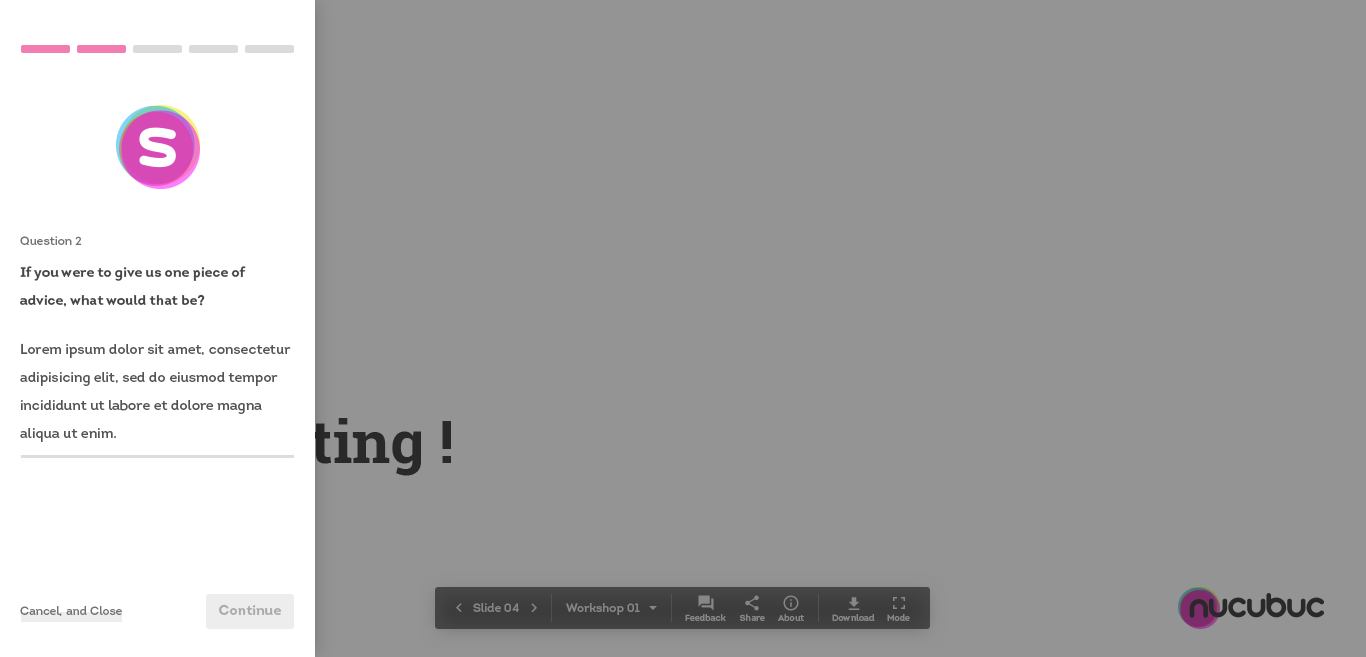 s
Question 2
If you were to give us one piece of
advice, what would that be?
Lorem ipsum dolor sit amet, consectetur
adipisicing elit, sed do eiusmod tempor
incididunt ut labore et dolore magna
aliqua ut enim.
Cancel, and Close
Continue
ting !
Slide 04
Workshop 01
Feedback
Share
About
Download
Mode
nucubuc